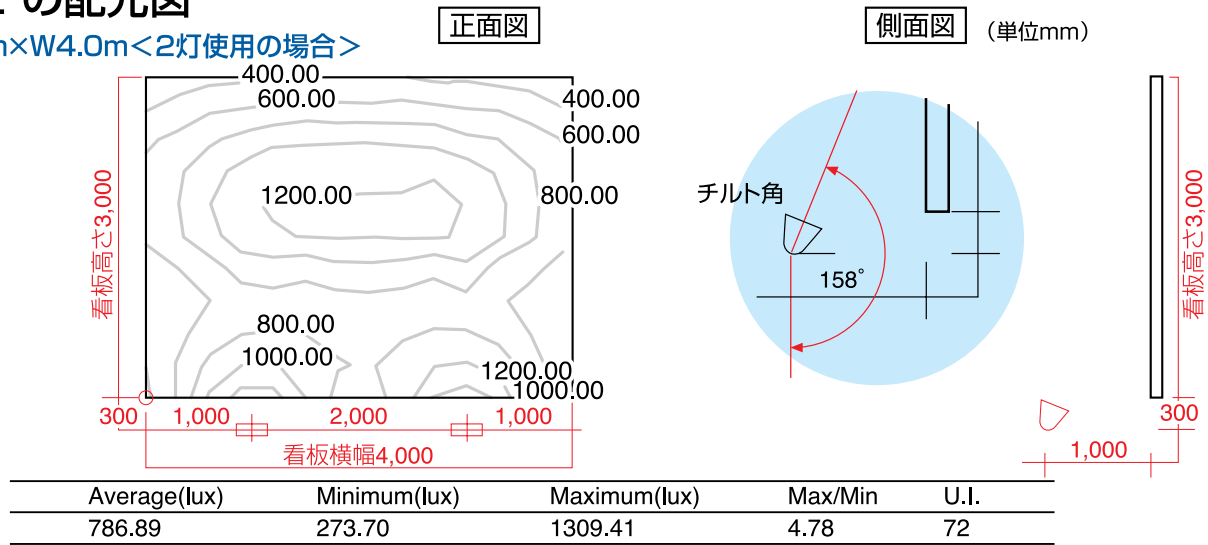 の配光図
m×W4.0m<2灯使用の場合>
正面図
側面図 (単位mm)
400.00
600.00
400.00
600.00
1200.00
800.00
800.00
1000.00
1200.00
1000.00
看板高さ3,000
300 1,000 2,000 1,000
看板横幅4,000
チルト角
158°
看板高さ3,000
300
1,000
Average(lux) Minimum(lux) Maximum(lux) Max/Min U.I.
786.89 273.70 1309.41 4.78 72